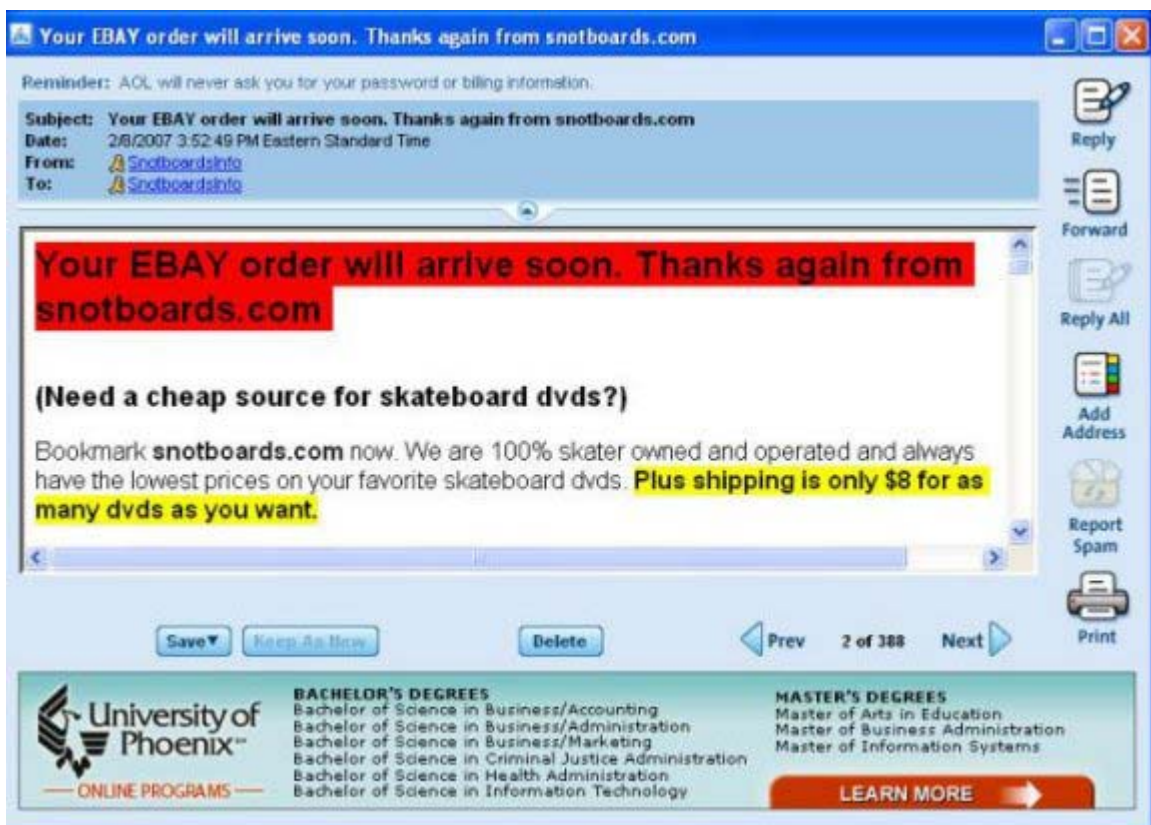 Your EBAY order will arrive soon. Thanks again from snotboards.com
Reminder: AOL will never ask you for your password or billing information.
Subject: Your EBAY order will arrive soon. Thanks again from snotboards.com
Date: 2/8/2007 3:52:49 PM Eastern Standard Time
From: SnotboardsInfo
To: SnotboardsInfo
Reply
Forward
Reply All
Add
Address
Report
Spam
Print
Your EBAY order will arrive soon. Thanks again from
snotboards.com
(Need a cheap source for skateboard dvds?)
Bookmark snotboards.com now. We are 100% skater owned and operated and always
have the lowest prices on your favorite skateboard dvds. Plus shipping is only $8 for as
many dvds as you want.
Save Keep As New Delete Prev 2 of 388 Next
University of
Phoenix
ONLINE PROGRAMS
BACHELOR'S DEGREES
Bachelor of Science in Business/Accounting
Bachelor of Science in Business/Administration
Bachelor of Science in Business/Marketing
Bachelor of Science in Criminal Justice Administration
Bachelor of Science in Health Administration
Bachelor of Science in Information Technology
MASTER'S DEGREES
Master of Arts in Education
Master of Business Administration
Master of Information Systems
LEARN MORE